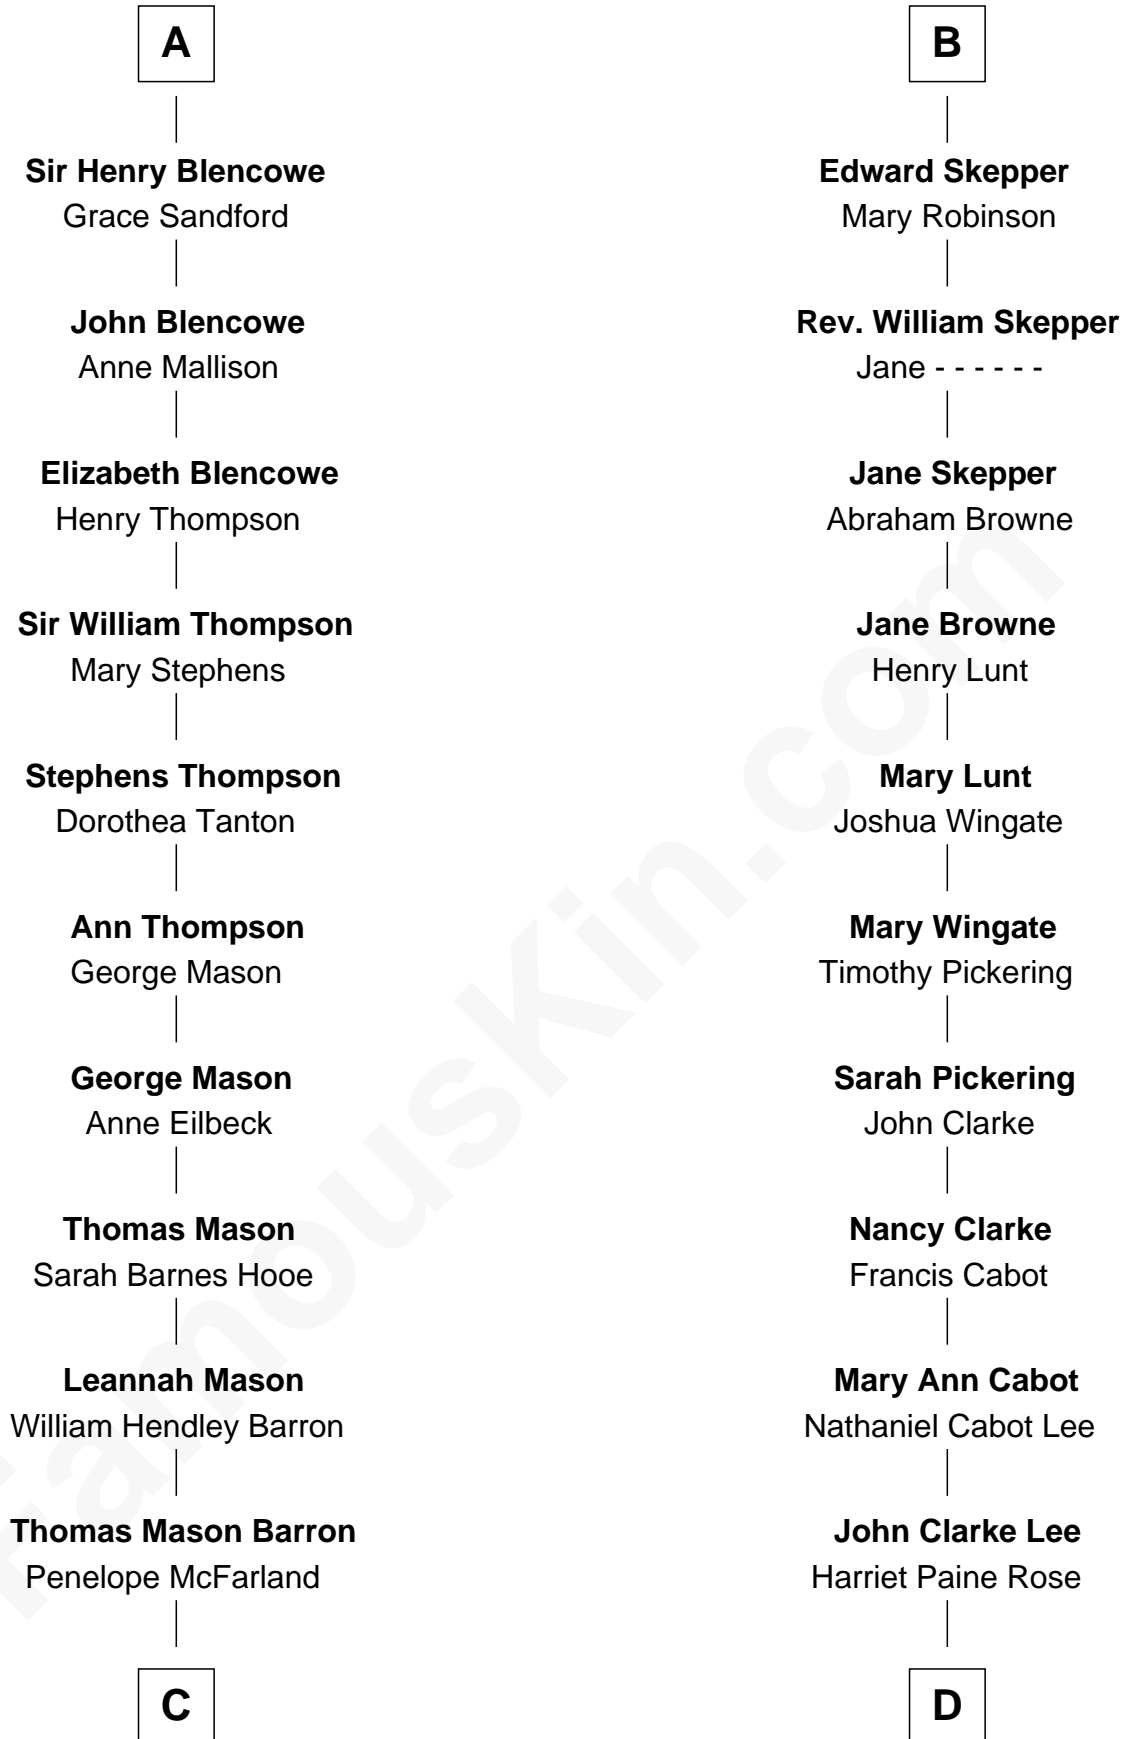 A
Sir Henry Blencowe
Grace Sandford
John Blencowe
Anne Mallison
Elizabeth Blencowe
Henry Thompson
Sir William Thompson
Mary Stephens
Stephens Thompson
Dorothea Tanton
Ann Thompson
George Mason
George Mason
Anne Eilbeck
Thomas Mason
Sarah Barnes Hooe
Leannah Mason
William Hendley Barron
Thomas Mason Barron
Penelope McFarland
C
B
Edward Skepper
Mary Robinson
Rev. William Skepper
Jane - - - - - -
Jane Skepper
Abraham Browne
Jane Browne
Henry Lunt
Mary Lunt
Joshua Wingate
Mary Wingate
Timothy Pickering
Sarah Pickering
John Clarke
Nancy Clarke
Francis Cabot
Mary Ann Cabot
Nathaniel Cabot Lee
John Clarke Lee
Harriet Paine Rose
D
FamousKin.com